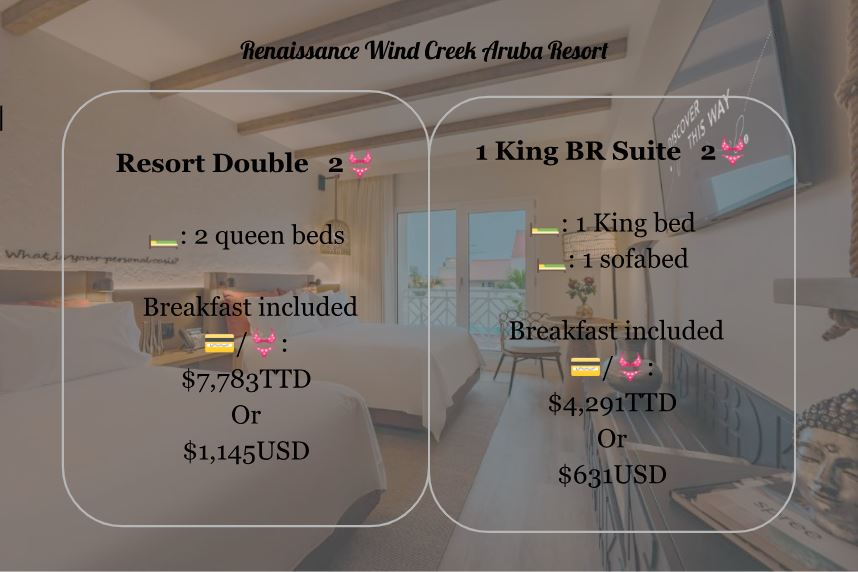 Renaissance Wind Creek Aruba Resort
Resort Double 2👙
🛏️: 2 queen beds
Breakfast included
💳/👙:
$7,783TTD
Or
$1,145USD
1 King BR Suite 2👙
🛏️: 1 King bed
🛏️: 1 sofabed
Breakfast included
💳/👙:
$4,291TTD
Or
$631USD
What is your personal oasis?
DISCOVER
THIS WAY